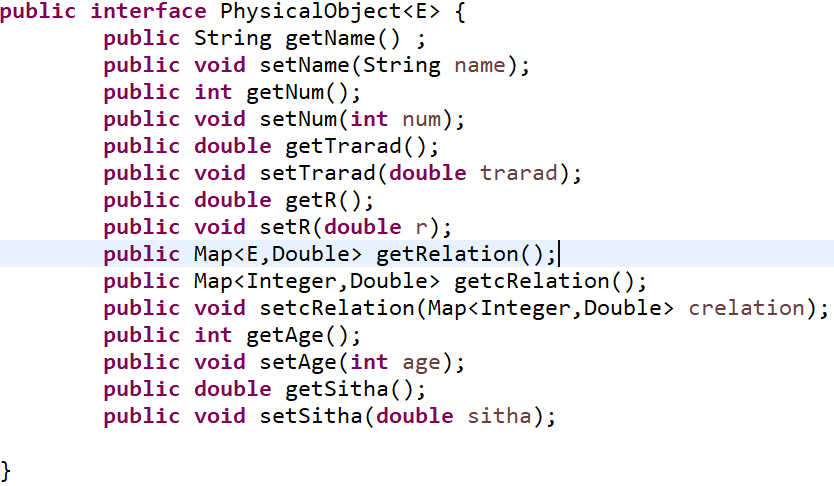 public interface PhysicalObject<E> {
public String getName() ;
public void setName(String name);
public int getNum();
public void setNum(int num);
public double getTrarad();
public void setTrarad(double trarad);
public double getR();
public void setR(double r);
public Map<E,Double> getRelation();
public Map<Integer,Double> getcRelation();
public void setcRelation(Map<Integer,Double> crelation);
public int getAge();
public void setAge(int age);
public double getSitha();
public void setSitha(double sitha);
}